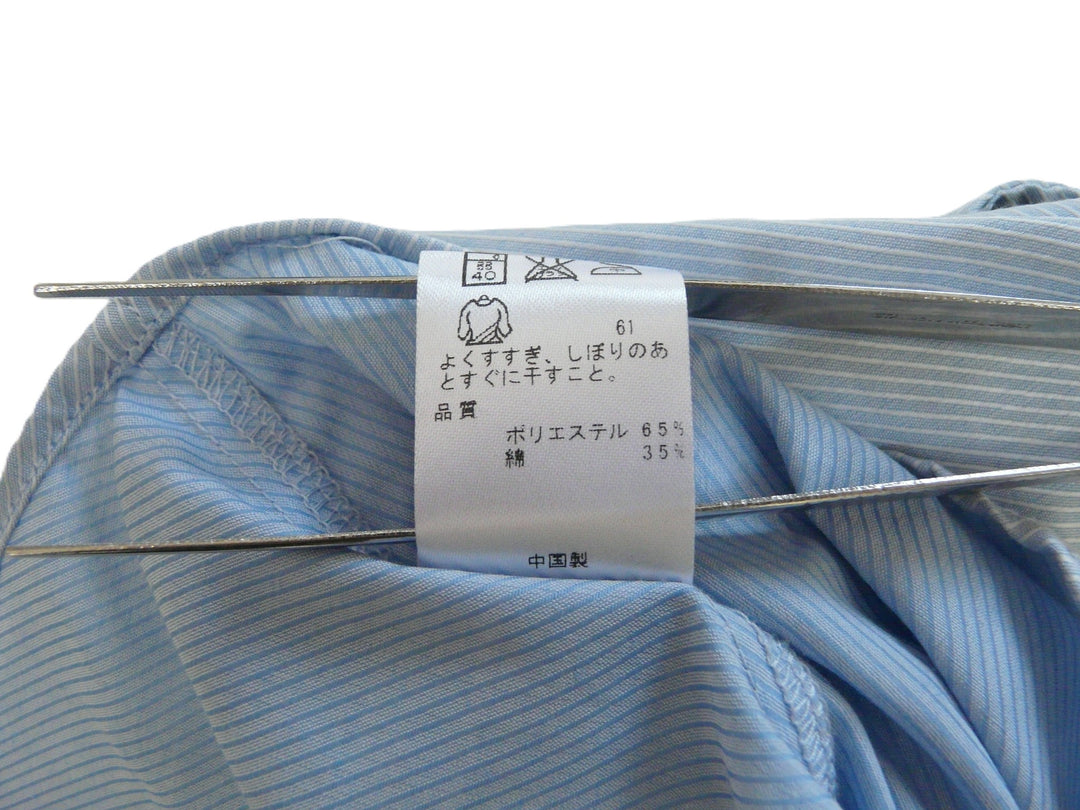 40
61
よくすすぎ、しぼりのあ
とすぐに干すこと。
品質
ポリエステル 65%
綿 35%
中国製